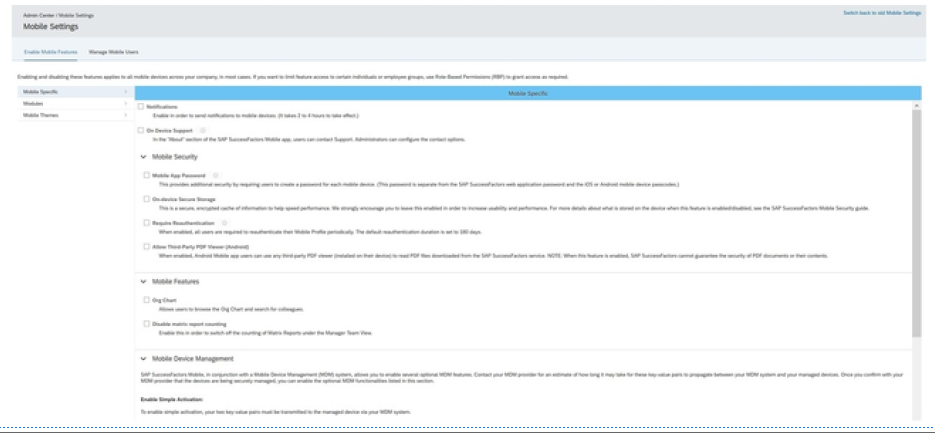 Admin Center / Mobile Settings
Switch back to old Mobile Settings
Mobile Settings
Enable Mobile Features Manage Mobile Users
Enabling and disabling these features applies to all mobile devices across your company, in most cases. If you want to limit feature access to certain individuals or employee groups, use Role-Based Permissions (RBP) to grant access as required.
Mobile Specific
Modules
Mobile Themes
Mobile Specific
Notifications
Enable in order to send notifications to mobile devices. (It takes 2 to 4 hours to take affect.)
On Device Support
In the "About" section of the SAP SuccessFactors Mobile app, users can contact Support. Administrators can configure the contact options.
Mobile Security
Mobile App Password
This provides additional security by requiring users to create a password for each mobile device. (This password is separate from the SAP SuccessFactors web application password and the iOS or Android mobile device passcodes.)
On-device Secure Storage
This is a secure, encrypted cache of information to help speed performance. We strongly encourage you to leave this enabled in order to increase usability and performance. For more details about what is stored on the device when this feature is enabled/disabled, see the SAP SuccessFactors Mobile Security guide.
Require Reauthentication
When enabled, all users are required to reauthenticate their Mobile Profile periodically. The default reauthentication duration is set to 180 days.
Allow Third-Party PDF Viewer (Android)
When enabled, Android Mobile app users can use any third-party PDF viewer (installed on their device) to read PDF files downloaded from the SAP SuccessFactors service. NOTE: When this feature is enabled, SAP SuccessFactors cannot guarantee the security of PDF documents or their contents.
Mobile Features
Org Chart
Allows users to browse the Org Chart and search for colleagues.
Disable matrix report counting
Enable this in order to switch off the counting of Matrix Reports under the Manager Team View.
Mobile Device Management
SAP SuccessFactors Mobile, in conjunction with a Mobile Device Management (MDM) system, allows you to enable several optional MDM features. Contact your MDM provider for an estimate of how long it may take for these key-value pairs to propagate between your MDM system and your managed devices. Once you confirm with your
MDM provider that the devices are being securely managed, you can enable the optional MDM functionalities listed in this section.
Enable Simple Activation:
To enable simple activation, your two key-value pairs must be transmitted to the managed device via your MDM system.